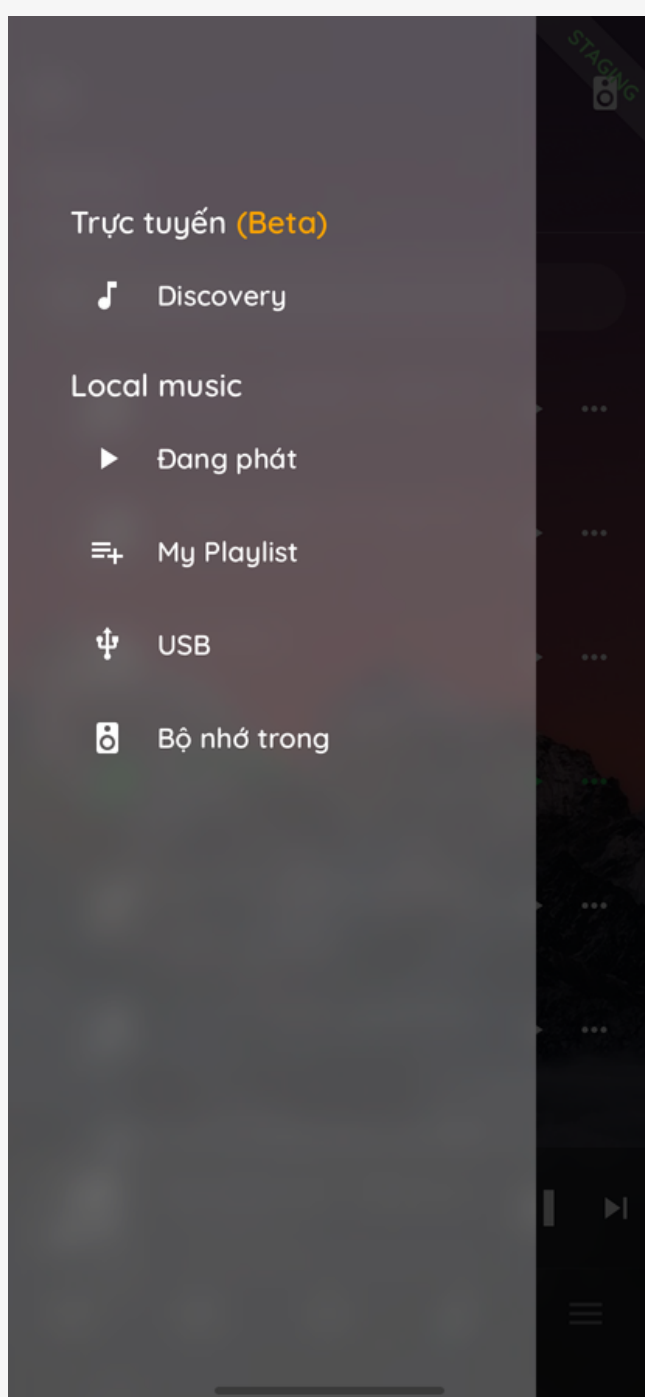 STAGING
Trực tuyến (Beta)
Discovery
Local music
Đang phát
My Playlist
USB
Bộ nhớ trong